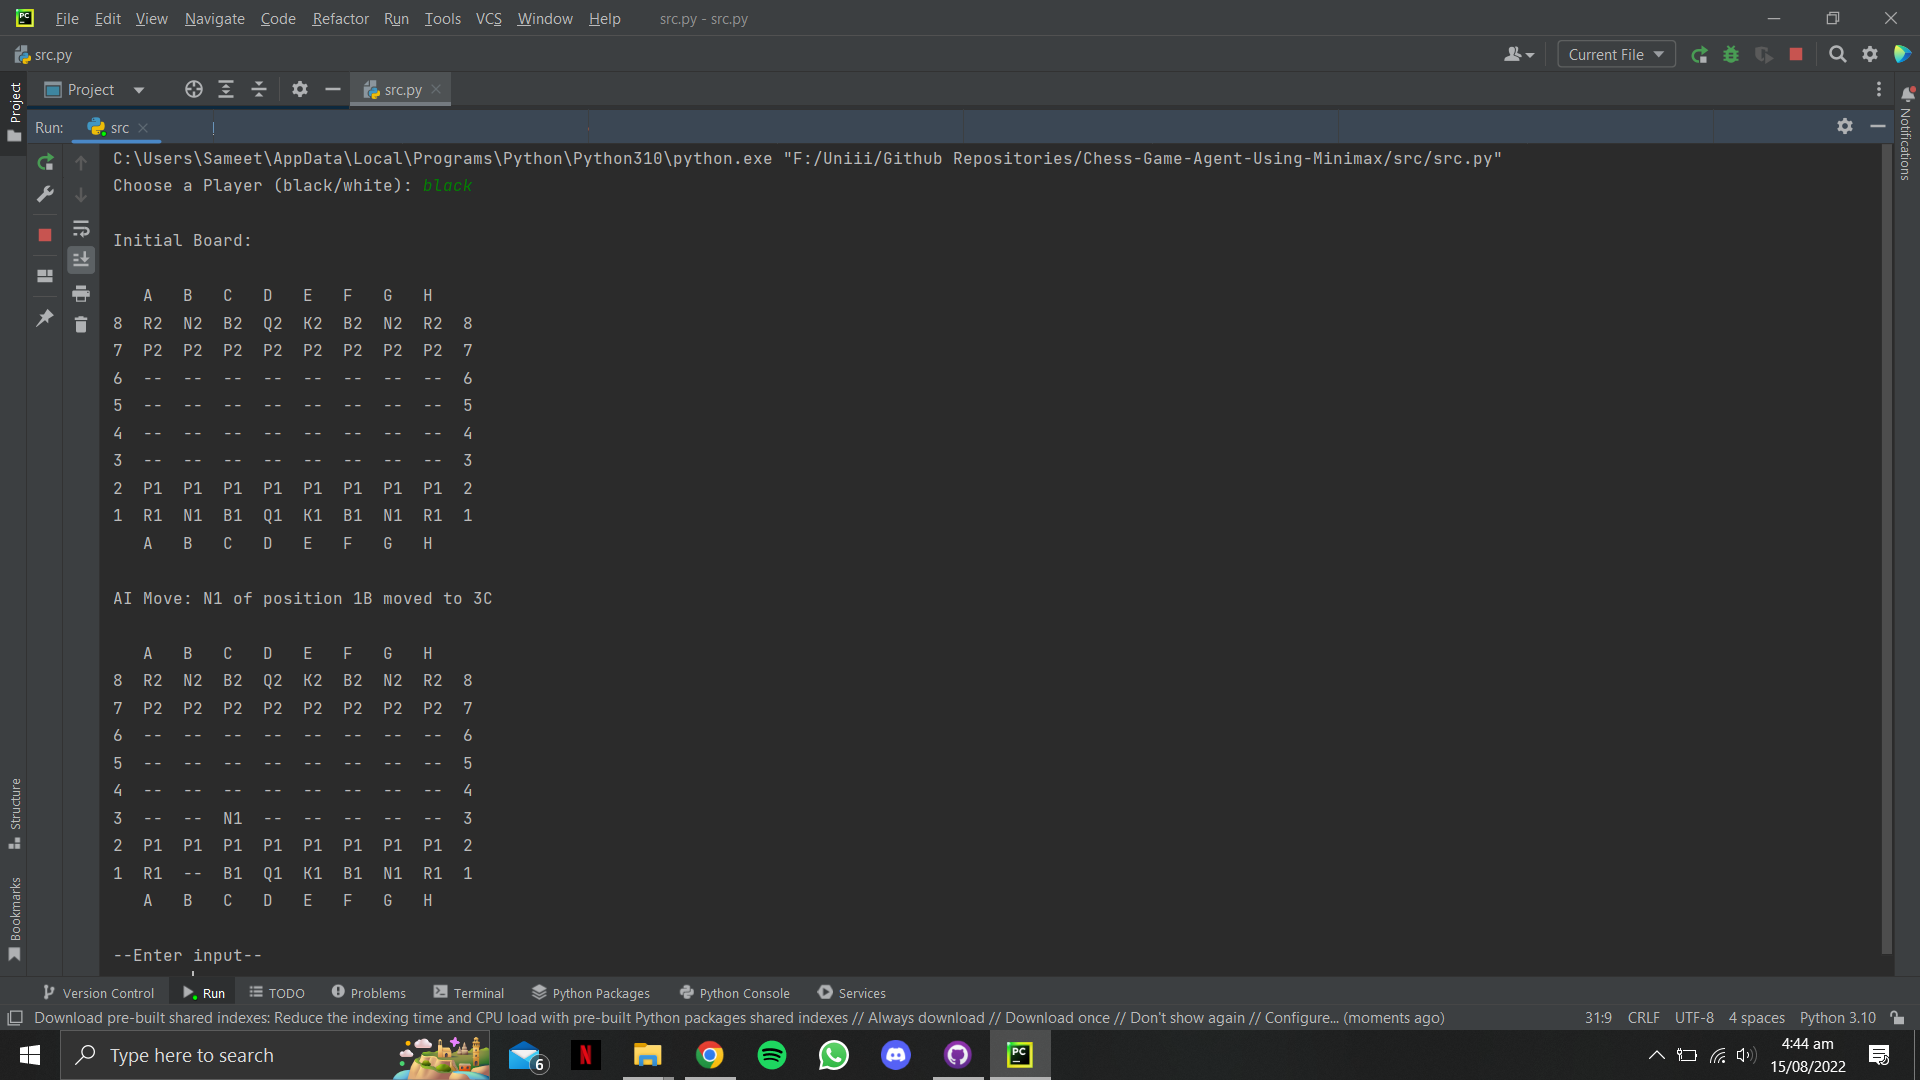 File Edit View Navigate Code Refactor Run Tools VCS Window Help src.py - src.py
src.py Current File
Project src.py
Project
Notifications
Run: src
C:\Users\Sameet\AppData\Local\Programs\Python\Python310\python.exe "F:/Uniii/Github Repositories/Chess-Game-Agent-Using-Minimax/src/src.py"
Choose a Player (black/white): black
Initial Board:
A B C D E F G H
8 R2 N2 B2 Q2 K2 B2 N2 R2 8
7 P2 P2 P2 P2 P2 P2 P2 P2 7
6 -- -- -- -- -- -- -- -- 6
5 -- -- -- -- -- -- -- -- 5
4 -- -- -- -- -- -- -- -- 4
3 -- -- -- -- -- -- -- -- 3
2 P1 P1 P1 P1 P1 P1 P1 P1 2
1 R1 N1 B1 Q1 K1 B1 N1 R1 1
A B C D E F G H
AI Move: N1 of position 1B moved to 3C
A B C D E F G H
8 R2 N2 B2 Q2 K2 B2 N2 R2 8
7 P2 P2 P2 P2 P2 P2 P2 P2 7
6 -- -- -- -- -- -- -- -- 6
5 -- -- -- -- -- -- -- -- 5
4 -- -- -- -- -- -- -- -- 4
3 -- -- N1 -- -- -- -- -- 3
2 P1 P1 P1 P1 P1 P1 P1 P1 2
1 R1 -- B1 Q1 K1 B1 N1 R1 1
A B C D E F G H
--Enter input--
Structure
Bookmarks
Version Control Run TODO Problems Terminal Python Packages Python Console Services
Download pre-built shared indexes: Reduce the indexing time and CPU load with pre-built Python packages shared indexes // Always download // Download once // Don't show again // Configure... (moments ago) 31:9 CRLF UTF-8 4 spaces Python 3.10
Type here to search 6 N PC 4:44 am
15/08/2022